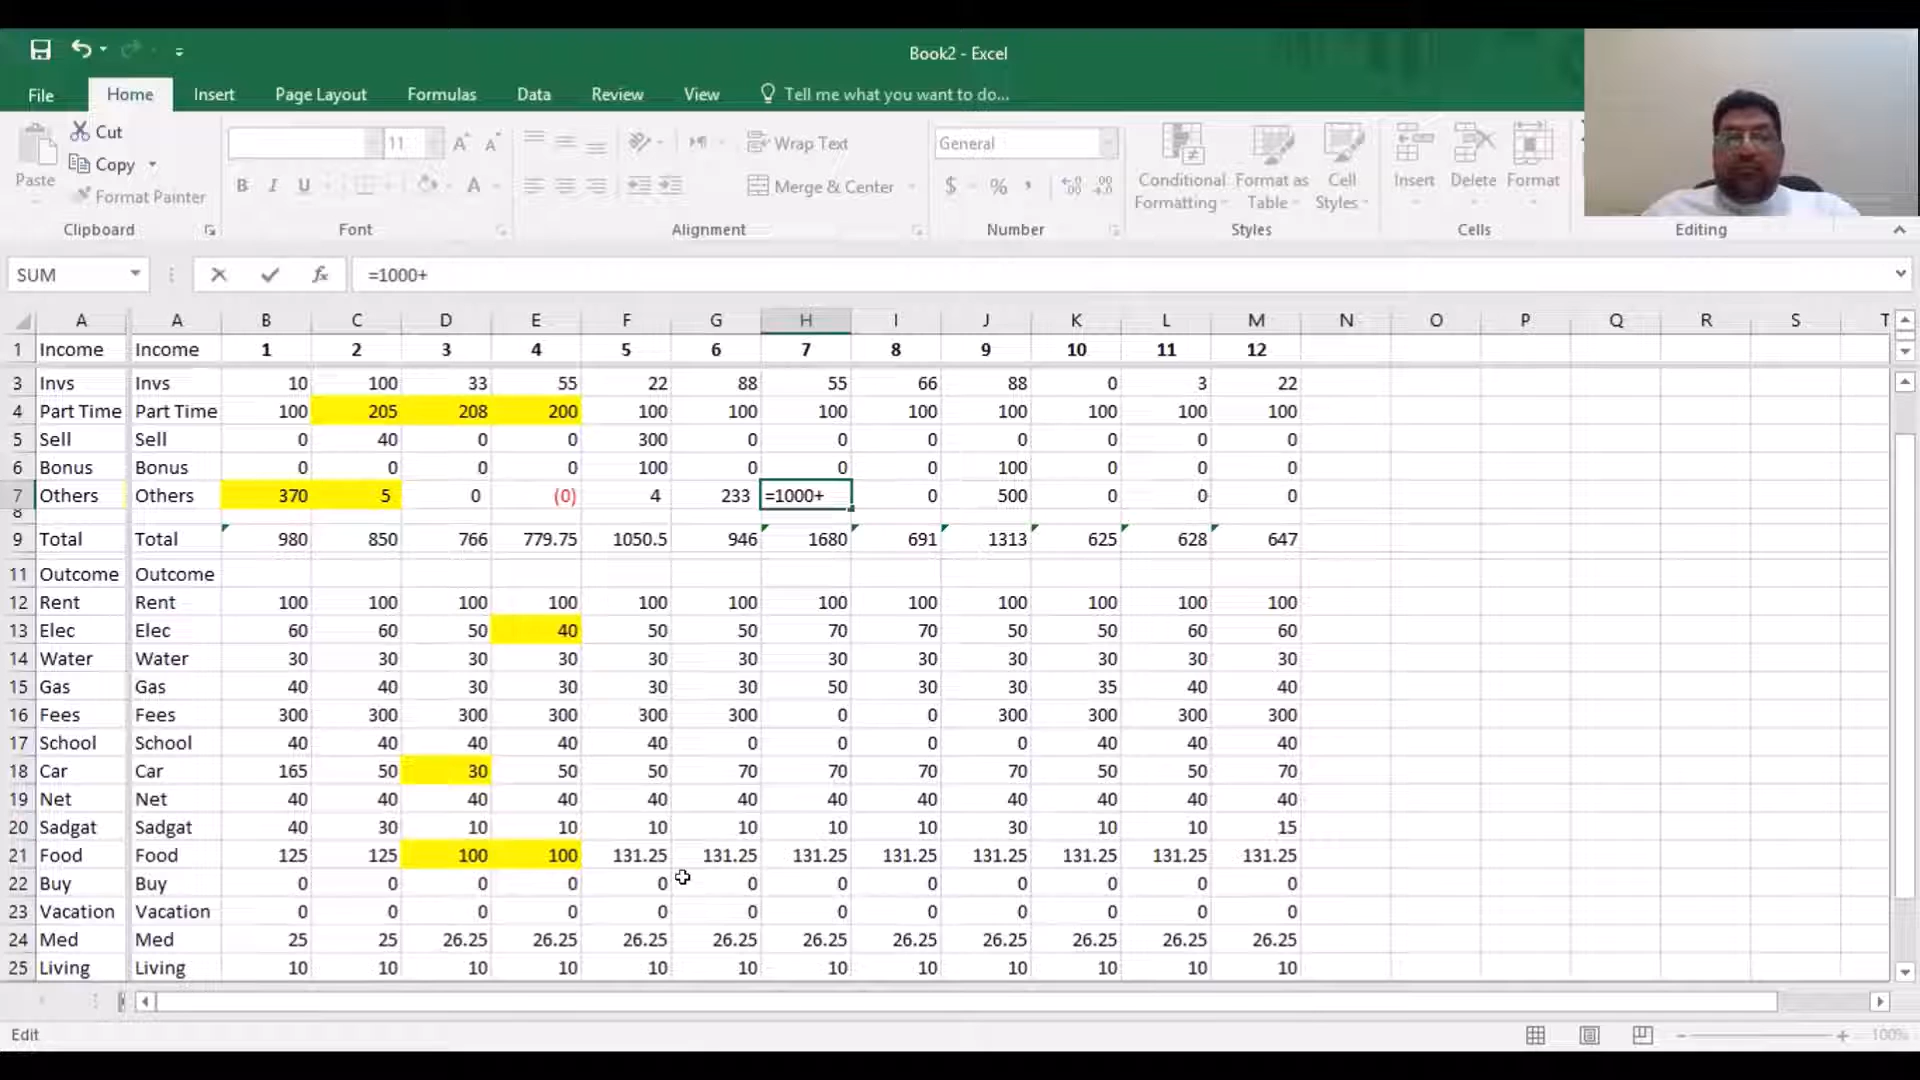 Book2 - Excel
File Home Insert Page Layout Formulas Data Review View Tell me what you want to do...
Paste Cut Copy Format Painter Clipboard
11 A A B I U A Font
Wrap Text Merge & Center Alignment
General $ % , Number
Conditional Formatting Format as Table Cell Styles Styles
Insert Delete Format Cells
Editing
SUM fx =1000+
A A B C D E F G H I J K L M N O P Q R S T
1 Income Income 1 2 3 4 5 6 7 8 9 10 11 12
3 Invs Invs 10 100 33 55 22 88 55 66 88 0 3 22
4 Part Time Part Time 100 205 208 200 100 100 100 100 100 100 100 100
5 Sell Sell 0 40 0 0 300 0 0 0 0 0 0 0
6 Bonus Bonus 0 0 0 0 100 0 0 0 100 0 0 0
7 Others Others 370 5 0 (0) 4 233 =1000+ 0 500 0 0 0
8
9 Total Total 980 850 766 779.75 1050.5 946 1680 691 1313 625 628 647
11 Outcome Outcome
12 Rent Rent 100 100 100 100 100 100 100 100 100 100 100 100
13 Elec Elec 60 60 50 40 50 50 70 70 50 50 60 60
14 Water Water 30 30 30 30 30 30 30 30 30 30 30 30
15 Gas Gas 40 40 30 30 30 30 50 30 30 35 40 40
16 Fees Fees 300 300 300 300 300 300 0 0 300 300 300 300
17 School School 40 40 40 40 40 0 0 0 0 40 40 40
18 Car Car 165 50 30 50 50 70 70 70 70 50 50 70
19 Net Net 40 40 40 40 40 40 40 40 40 40 40 40
20 Sadgat Sadgat 40 30 10 10 10 10 10 10 30 10 10 15
21 Food Food 125 125 100 100 131.25 131.25 131.25 131.25 131.25 131.25 131.25 131.25
22 Buy Buy 0 0 0 0 0 0 0 0 0 0 0 0
23 Vacation Vacation 0 0 0 0 0 0 0 0 0 0 0 0
24 Med Med 25 25 26.25 26.25 26.25 26.25 26.25 26.25 26.25 26.25 26.25 26.25
25 Living Living 10 10 10 10 10 10 10 10 10 10 10 10
Edit 100%